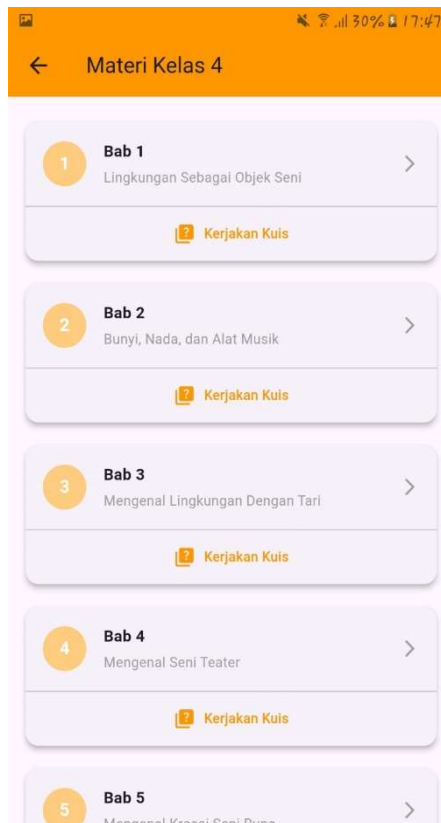 30% 17:47
Materi Kelas 4
1
Bab 1
Lingkungan Sebagai Objek Seni
Kerjakan Kuis
2
Bab 2
Bunyi, Nada, dan Alat Musik
Kerjakan Kuis
3
Bab 3
Mengenal Lingkungan Dengan Tari
Kerjakan Kuis
4
Bab 4
Mengenal Seni Teater
Kerjakan Kuis
5
Bab 5